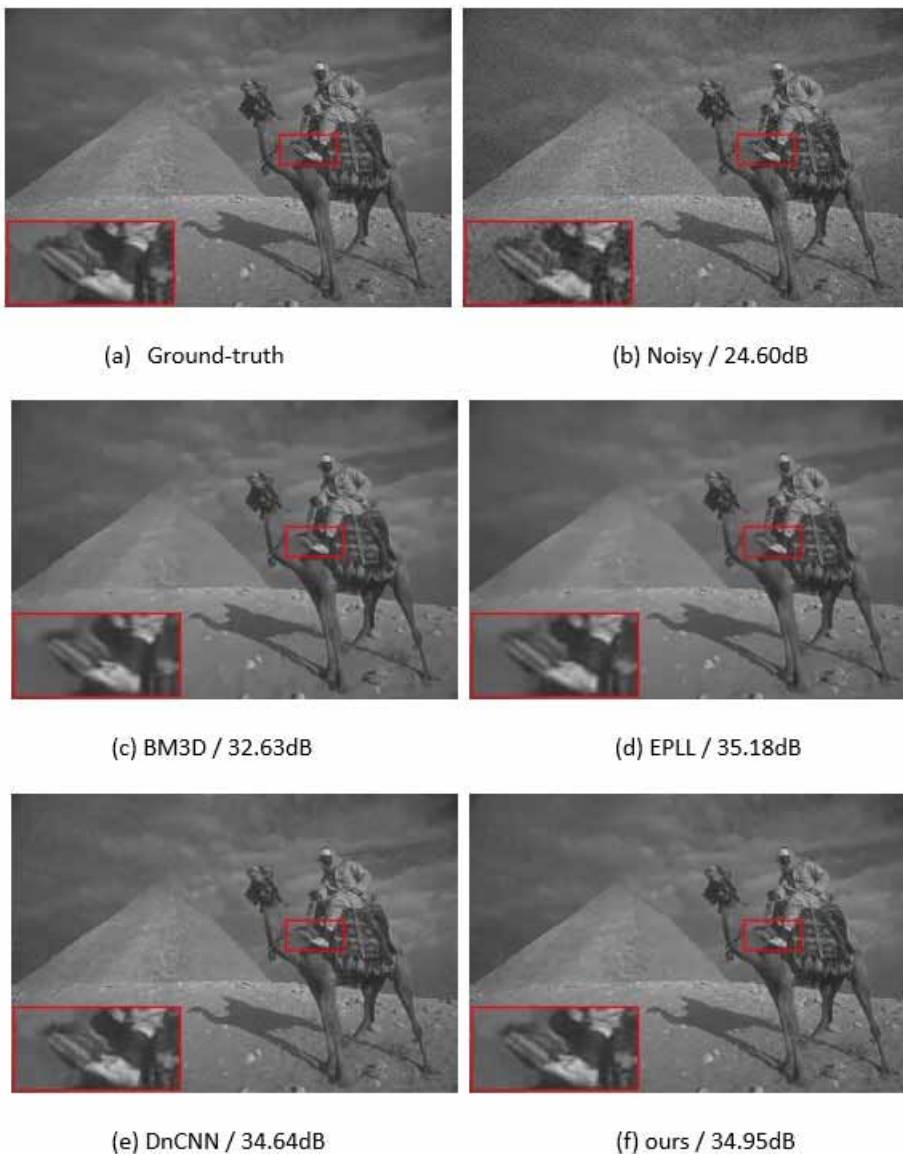 (a) Ground-truth
(b) Noisy / 24.60dB
(c) BM3D / 32.63dB
(d) EPLL / 35.18dB
(e) DnCNN / 34.64dB
(f) ours / 34.95dB